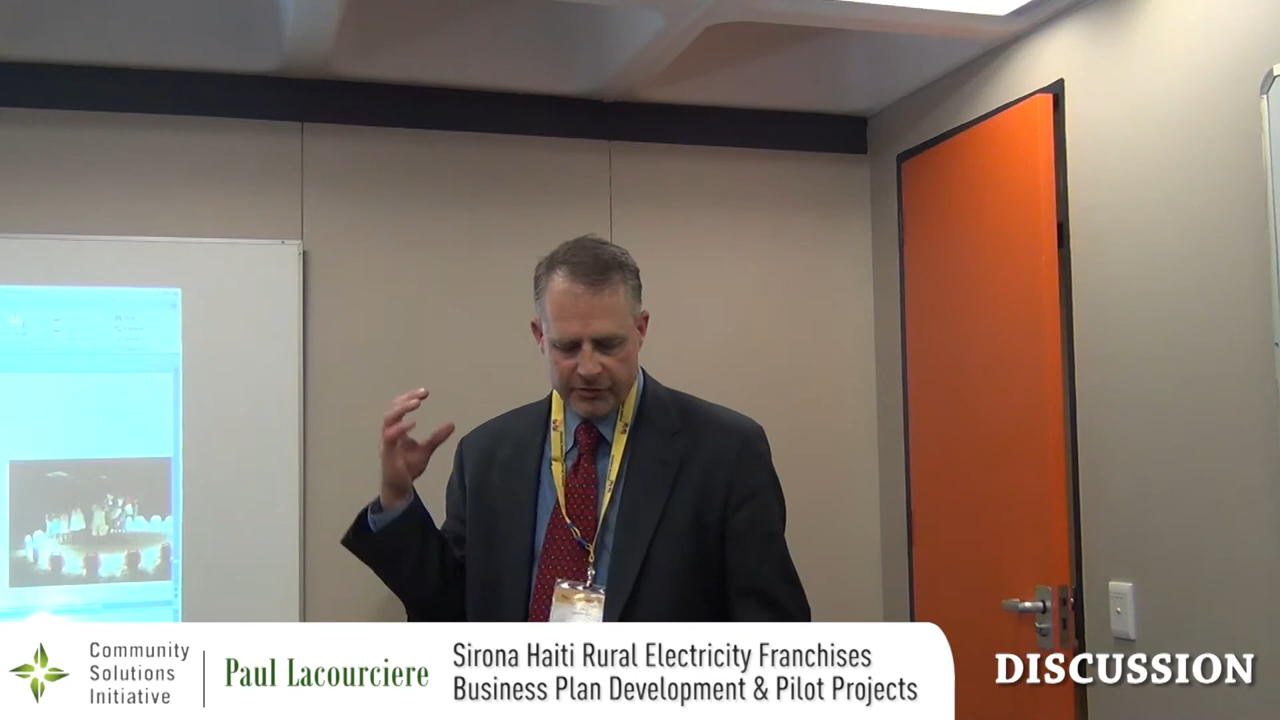 Community
Solutions
Initiative
Paul Lacourciere
Sirona Haiti Rural Electricity Franchises
Business Plan Development & Pilot Projects
DISCUSSION